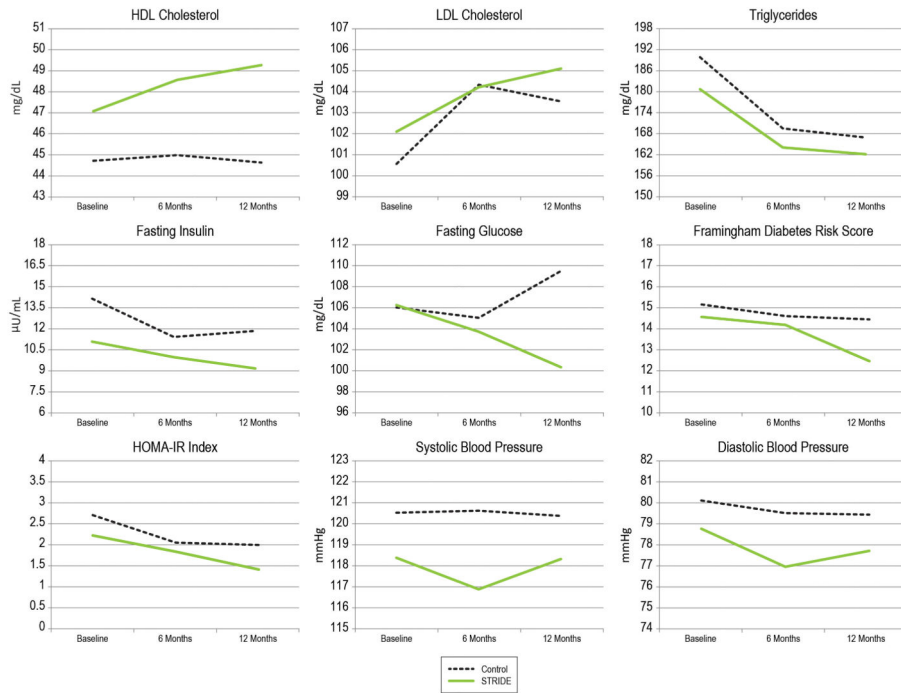 HDL Cholesterol
mg/dL
51
50
49
47
46
45
44
43
Baseline
6 Months
12 Months
LDL Cholesterol
mg/dL
107
106
105
104
103
102
101
100
99
Baseline
6 Months
12 Months
Triglycerides
mg/dL
198
192
186
180
174
168
162
156
150
Baseline
6 Months
12 Months
Fasting Insulin
µU/mL
18
16.5
15
13.5
12
10.5
9
7.5
6
Baseline
6 Months
12 Months
Fasting Glucose
mg/dL
112
110
108
106
104
102
100
98
96
Baseline
6 Months
12 Months
Framingham Diabetes Risk Score
18
17
16
15
14
13
12
11
10
Baseline
6 Months
12 Months
HOMA-IR Index
4
3.5
3
2.5
2
1.5
1
0.5
0
Baseline
6 Months
12 Months
Systolic Blood Pressure
mmHg
123
122
121
120
118
117
116
115
Baseline
6 Months
12 Months
Diastolic Blood Pressure
mmHg
82
81
80
79
78
77
76
75
74
Baseline
6 Months
12 Months
Control
STRIDE